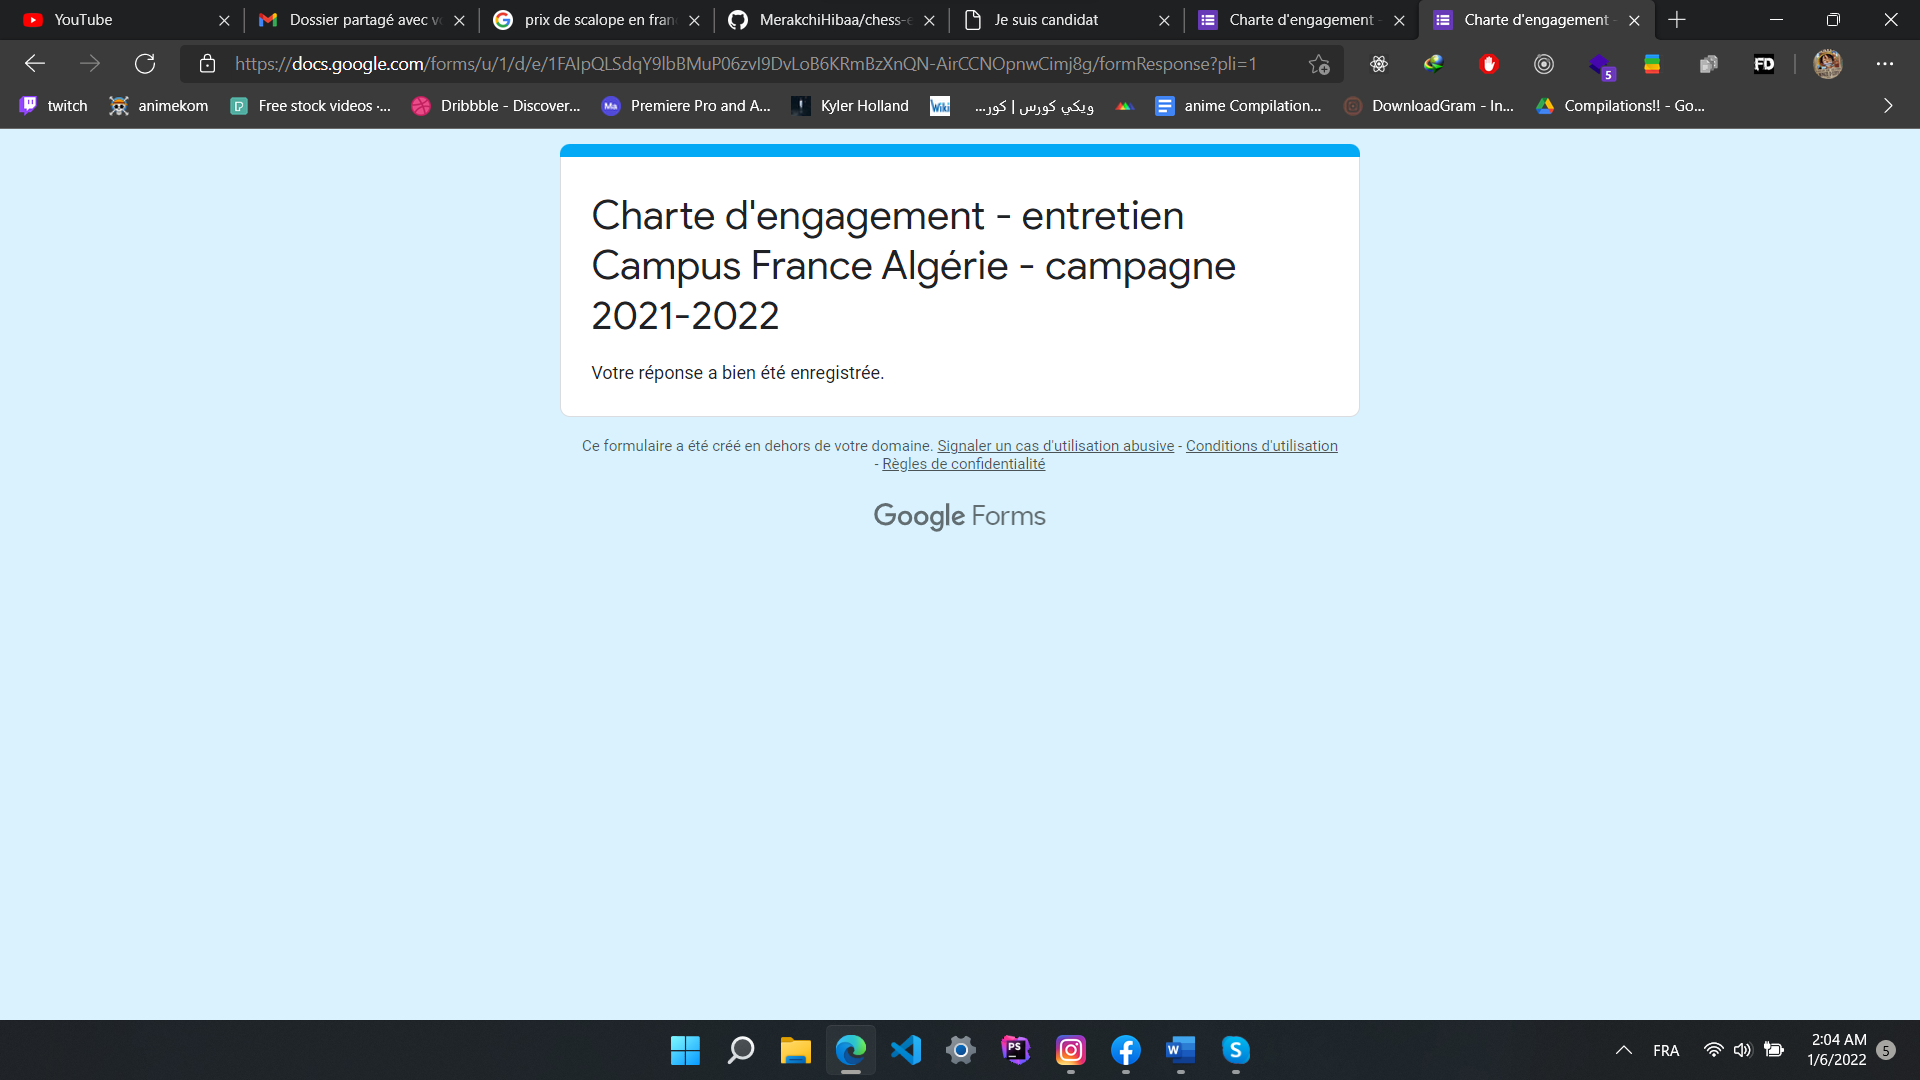 YouTube
Dossier partagé avec v
prix de scalope en fran
MerakchiHibaa/chess-e
Je suis candidat
Charte d'engagement -
Charte d'engagement -
https://docs.google.com/forms/u/1/d/e/1FAIpQLSdqY9lbBMuP06zvI9DvLoB6KRmBzXnQN-AirCCNOpnwCimj8g/formResponse?pli=1
5
FD
twitch
animekom
Free stock videos ·...
Dribbble - Discover...
Ma
Premiere Pro and A...
Kyler Holland
Wiki
ويكي كورس | كور...
anime Compilation...
DownloadGram - In...
Compilations!! - Go...
Charte d'engagement - entretien
Campus France Algérie - campagne
2021-2022
Votre réponse a bien été enregistrée.
Ce formulaire a été créé en dehors de votre domaine. Signaler un cas d'utilisation abusive - Conditions d'utilisation
- Règles de confidentialité
Google Forms
PS
W
S
FRA
2:04 AM
1/6/2022
5